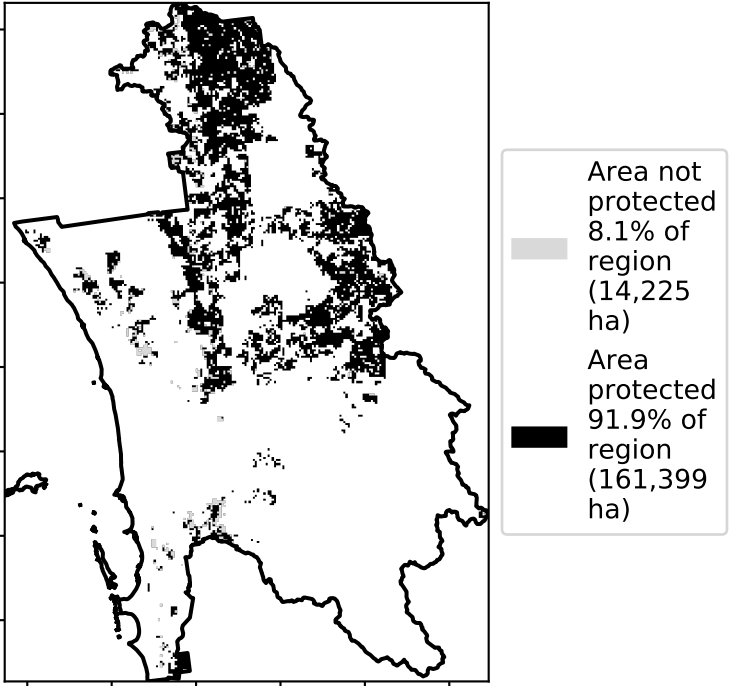 Area not
protected
8.1% of
region
(14,225
ha)
Area
protected
91.9% of
region
(161,399
ha)